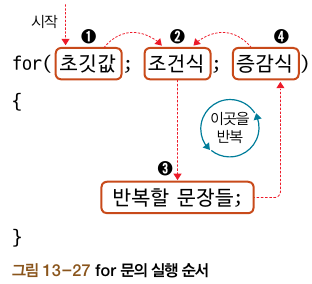 시작
❶ ❷ ❹
for( 초깃값 ; 조건식 ; 증감식 )
{
이곳을
반복
❸
반복할 문장들;
}
그림 13-27 for 문의 실행 순서